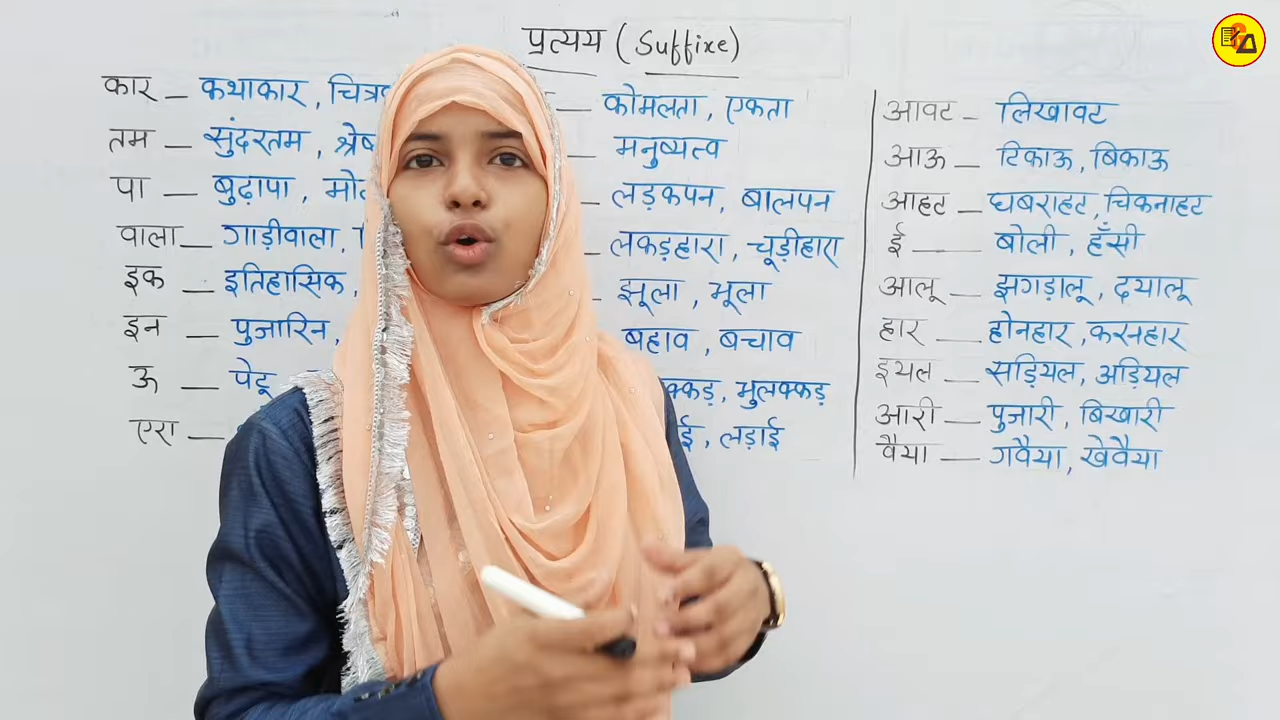 प्रत्यय ( Suffixe)
कार — कथाकार,
तम — सुंदरतम,
पा — बुढ़ापा,
वाला — गाड़ीवाला,
इक — इतिहासिक,
इन — पुजारिन,
ऊ — पेटू
एरा —
— कोमलता, एकता
— मनुष्यत्व
— लड़कपन, बालपन
— लकड़हारा, चूड़ीहारा
— झूला, भूला
बहाव, बचाव
भुलक्कड़
लड़ाई
आवट — लिखावट
आऊ — टिकाऊ, बिकाऊ
आहट — घबराहट, चिकनाहट
ई — बोली, हँसी
आलू — झगड़ालू, दयालू
हार — होनहार, करनहार
इयल — सड़ियल, अड़ियल
आरी — पुजारी, भिखारी
वैया — गवैया, खेवैया